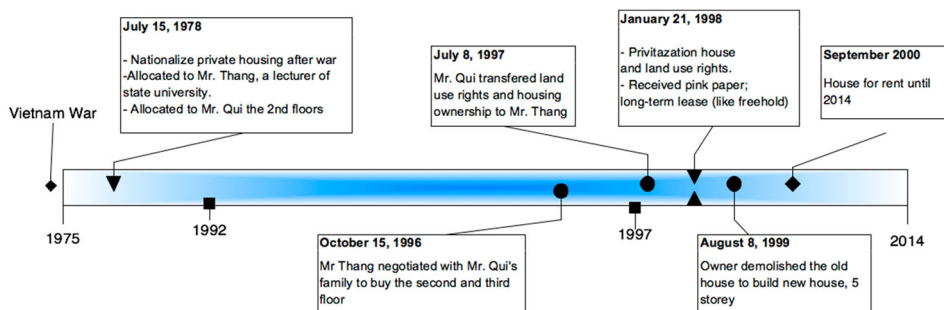 July 15, 1978
- Nationalize private housing after war
-Allocated to Mr. Thang, a lecturer of
state university.
- Allocated to Mr. Qui the 2nd floors
July 8, 1997
Mr. Qui transfered land
use rights and housing
ownership to Mr. Thang
January 21, 1998
- Privitazation house
and land use rights.
- Received pink paper;
long-term lease (like freehold)
September 2000
House for rent until
2014
Vietnam War
1975
1992
1997
2014
October 15, 1996
Mr Thang negotiated with Mr. Qui's
family to buy the second and third
floor
August 8, 1999
Owner demolished the old
house to build new house, 5
storey